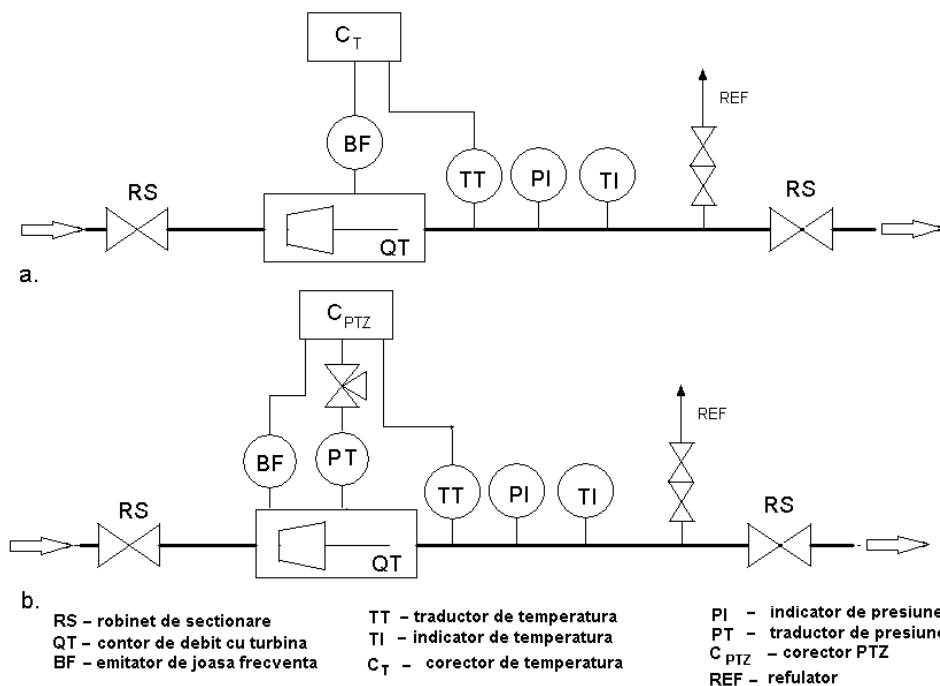 C_T
REF
BF
TT PI TI
RS
RS
QT
a.
C_PTZ
REF
BF PT
TT PI TI
RS
RS
QT
b.
RS – robinet de sectionare
QT – contor de debit cu turbina
BF – emitator de joasa frecventa
TT – traductor de temperatura
TI – indicator de temperatura
C_T – corector de temperatura
PI – indicator de presiune
PT – traductor de presiune
C_PTZ – corector PTZ
REF – refulator